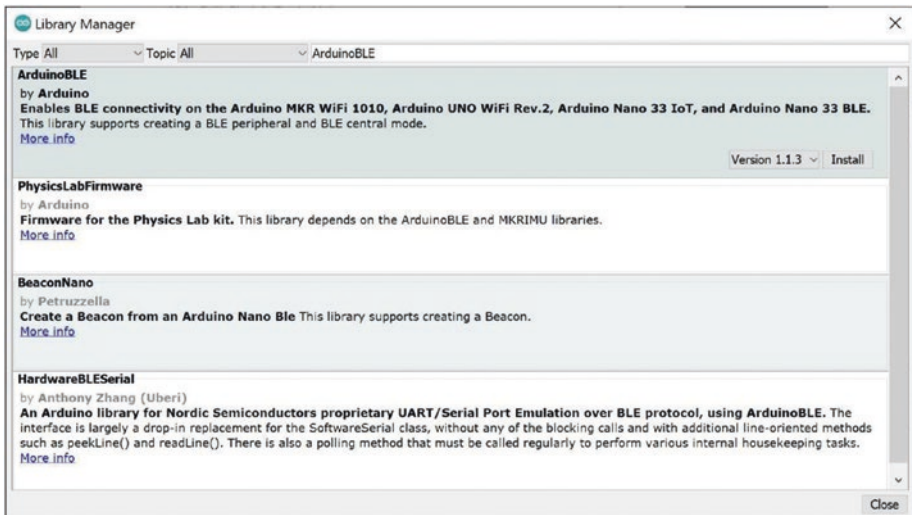 Library Manager
Type All Topic All ArduinoBLE
ArduinoBLE
by Arduino
Enables BLE connectivity on the Arduino MKR WiFi 1010, Arduino UNO WiFi Rev.2, Arduino Nano 33 IoT, and Arduino Nano 33 BLE.
This library supports creating a BLE peripheral and BLE central mode.
More info
Version 1.1.3 Install
PhysicsLabFirmware
by Arduino
Firmware for the Physics Lab kit. This library depends on the ArduinoBLE and MKRIMU libraries.
More info
BeaconNano
by Petruzzella
Create a Beacon from an Arduino Nano Ble This library supports creating a Beacon.
More info
HardwareBLESerial
by Anthony Zhang (Uberi)
An Arduino library for Nordic Semiconductors proprietary UART/Serial Port Emulation over BLE protocol, using ArduinoBLE. The
interface is largely a drop-in replacement for the SoftwareSerial class, without any of the blocking calls and with additional line-oriented methods
such as peekLine() and readLine(). There is also a polling method that must be called regularly to perform various internal housekeeping tasks.
More info
Close